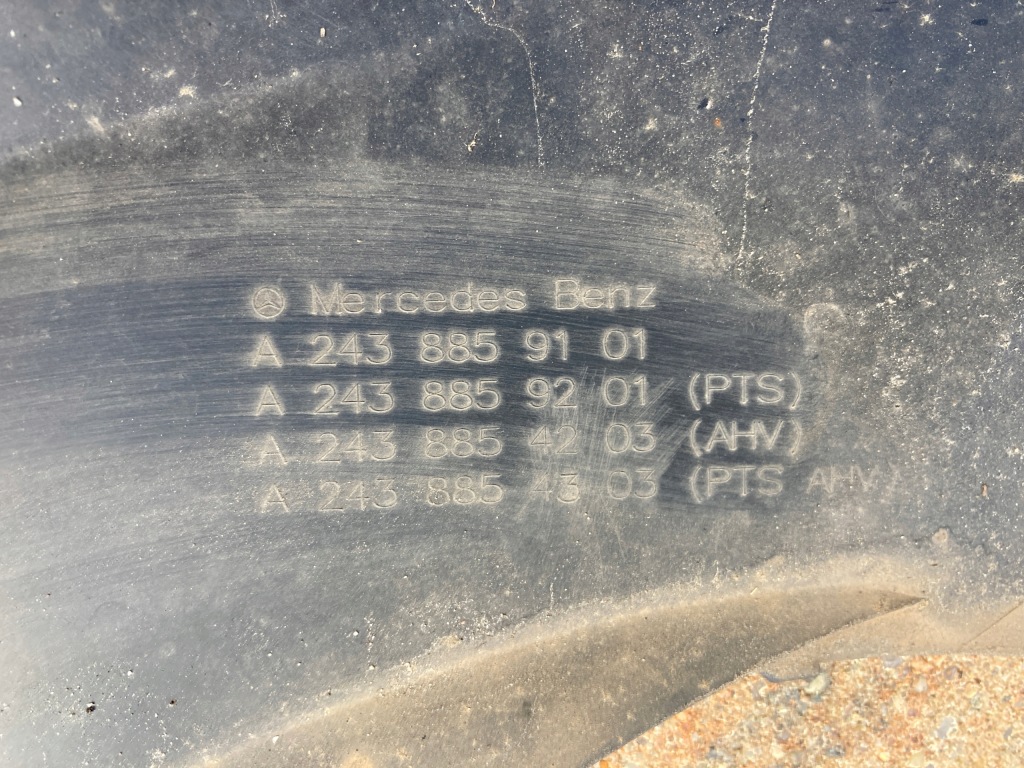 Mercedes Benz
A 243 885 91 01
A 243 885 92 01 (PTS)
A 243 885 42 03 (AHV)
A 243 885 43 03 (PTS AHV)